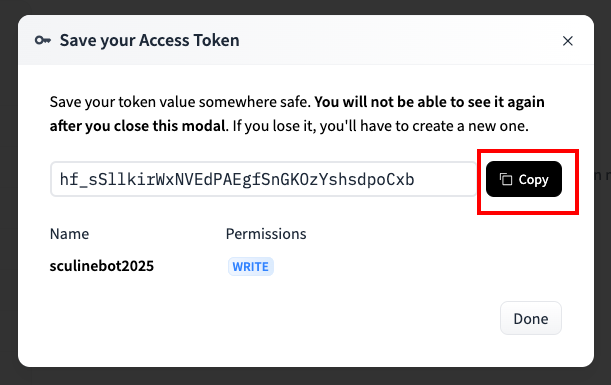 Save your Access Token
Save your token value somewhere safe. You will not be able to see it again
after you close this modal. If you lose it, you'll have to create a new one.
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
Copy
Name
Permissions
sculinebot2025
WRITE
Done